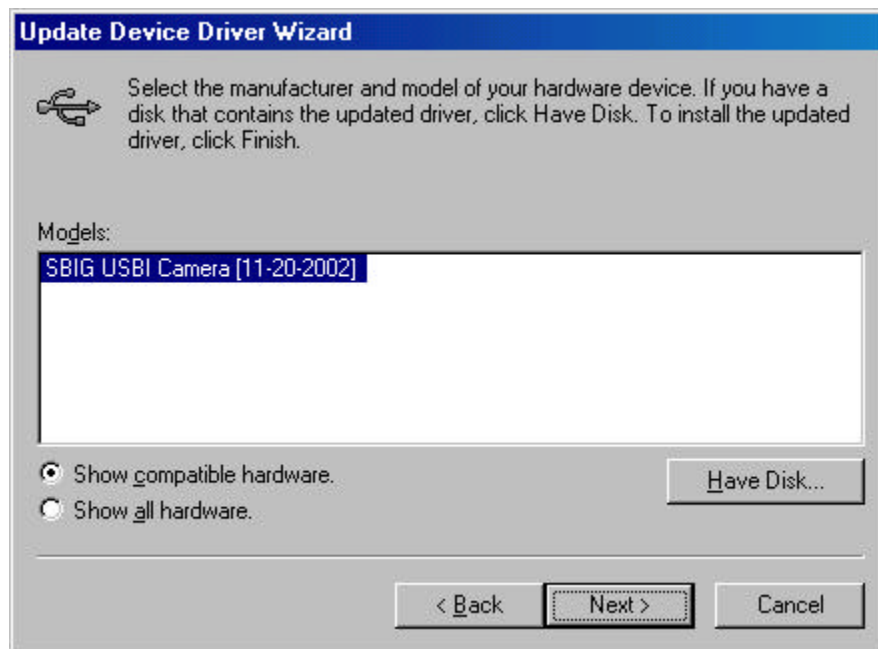 Update Device Driver Wizard
Select the manufacturer and model of your hardware device. If you have a
disk that contains the updated driver, click Have Disk. To install the updated
driver, click Finish.
Models:
SBIG USBI Camera [11-20-2002]
Show compatible hardware.
Have Disk...
Show all hardware.
< Back
Next >
Cancel